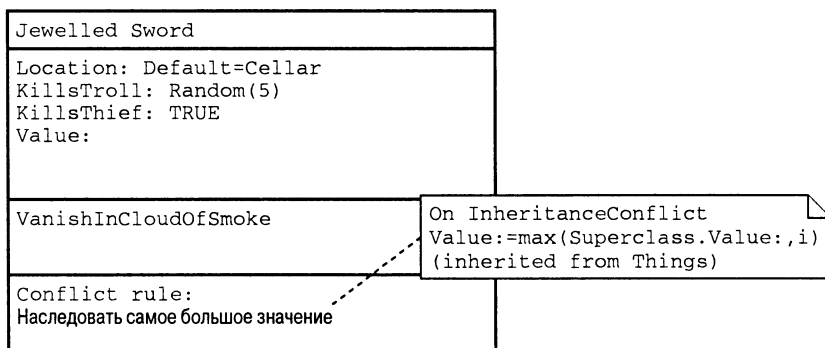 Jewelled Sword
Location: Default=Cellar
KillsTroll: Random(5)
KillsThief: TRUE
Value:
VanishInCloudOfSmoke
On InheritanceConflict
Value:=max(Superclass.Value:,i)
(inherited from Things)
Conflict rule:
Наследовать самое большое значение